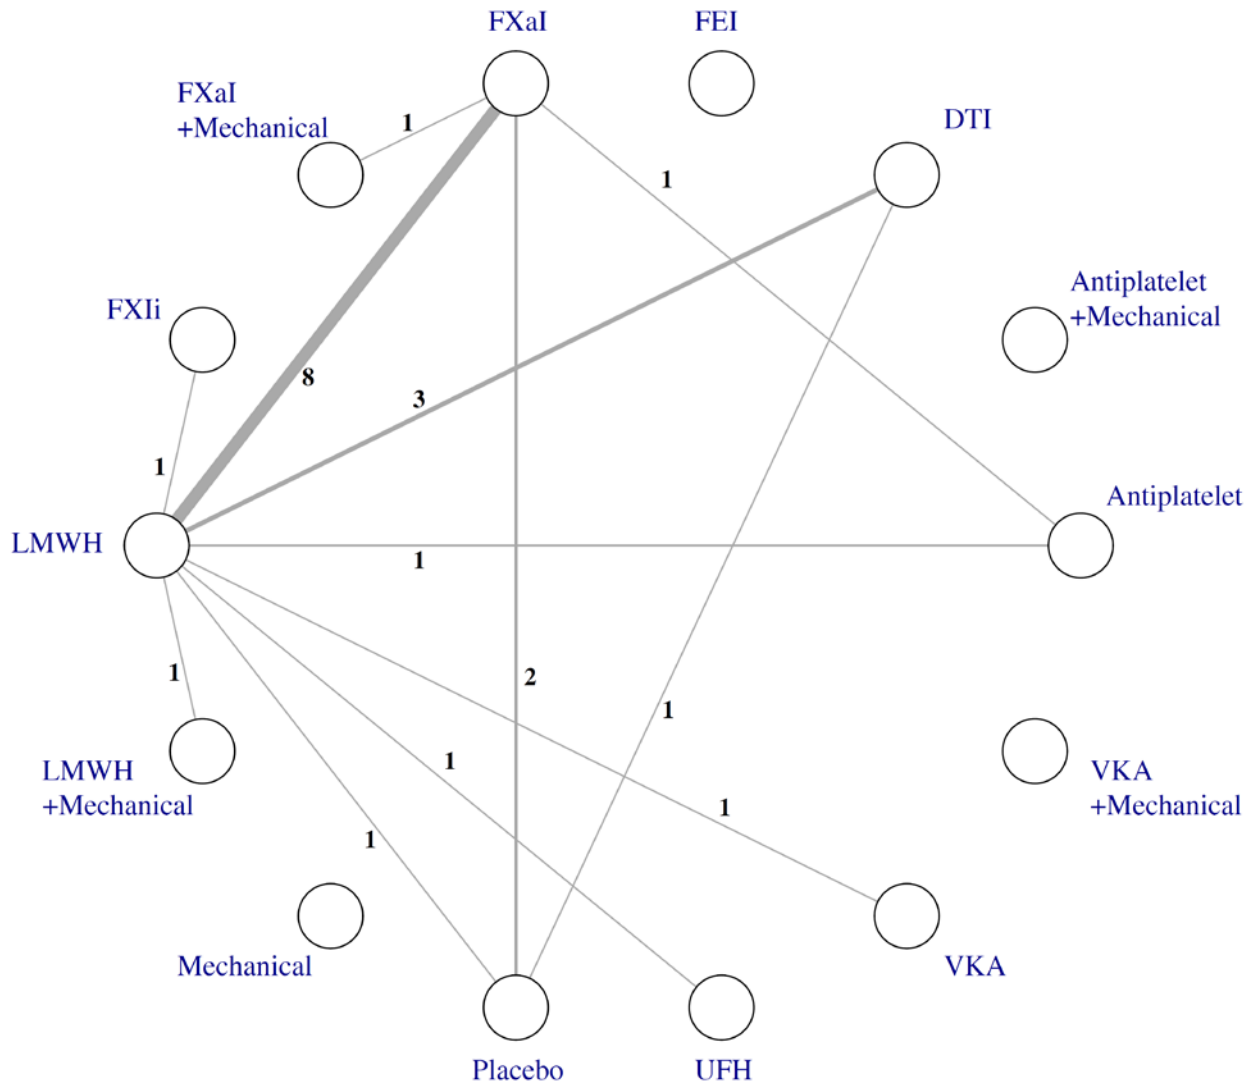 FXaI
FEI
FXaI
+Mechanical
DTI
1
1
Antiplatelet
+Mechanical
FXIi
8
3
1
Antiplatelet
LMWH
1
1
2
1
LMWH
+Mechanical
1
VKA
+Mechanical
1
1
Mechanical
VKA
Placebo
UFH